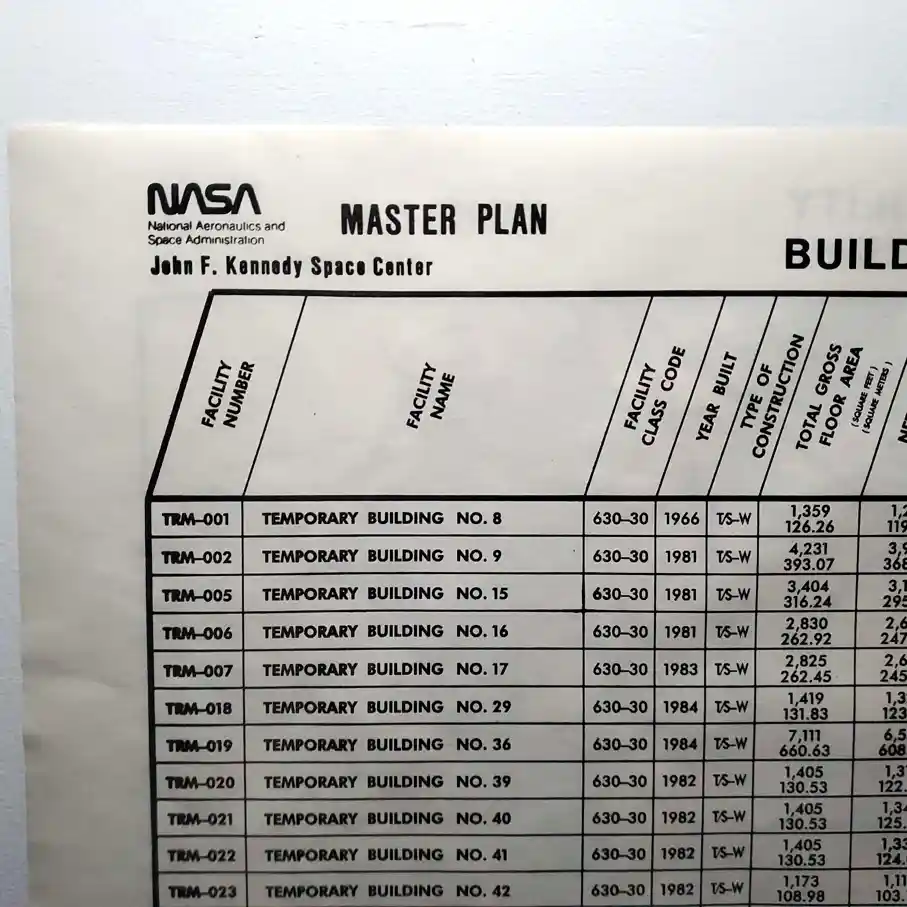 NASA
National Aeronautics and
Space Administration
MASTER PLAN
John F. Kennedy Space Center
FACILITY NUMBER
FACILITY NAME
FACILITY CLASS CODE
YEAR BUILT
TYPE OF CONSTRUCTION
TOTAL GROSS FLOOR AREA (SQUARE FEET) (SQUARE METERS)
TRM-001 TEMPORARY BUILDING NO. 8 630-30 1966 T/S-W 1,359 126.26
TRM-002 TEMPORARY BUILDING NO. 9 630-30 1981 T/S-W 4,231 393.07
TRM-005 TEMPORARY BUILDING NO. 15 630-30 1981 T/S-W 3,404 316.24
TRM-006 TEMPORARY BUILDING NO. 16 630-30 1981 T/S-W 2,830 262.92
TRM-007 TEMPORARY BUILDING NO. 17 630-30 1983 T/S-W 2,825 262.45
TRM-018 TEMPORARY BUILDING NO. 29 630-30 1984 T/S-W 1,419 131.83
TRM-019 TEMPORARY BUILDING NO. 36 630-30 1984 T/S-W 7,111 660.63
TRM-020 TEMPORARY BUILDING NO. 39 630-30 1982 T/S-W 1,405 130.53
TRM-021 TEMPORARY BUILDING NO. 40 630-30 1982 T/S-W 1,405 130.53
TRM-022 TEMPORARY BUILDING NO. 41 630-30 1982 T/S-W 1,405 130.53
TRM-023 TEMPORARY BUILDING NO. 42 630-30 1982 T/S-W 1,173 108.98